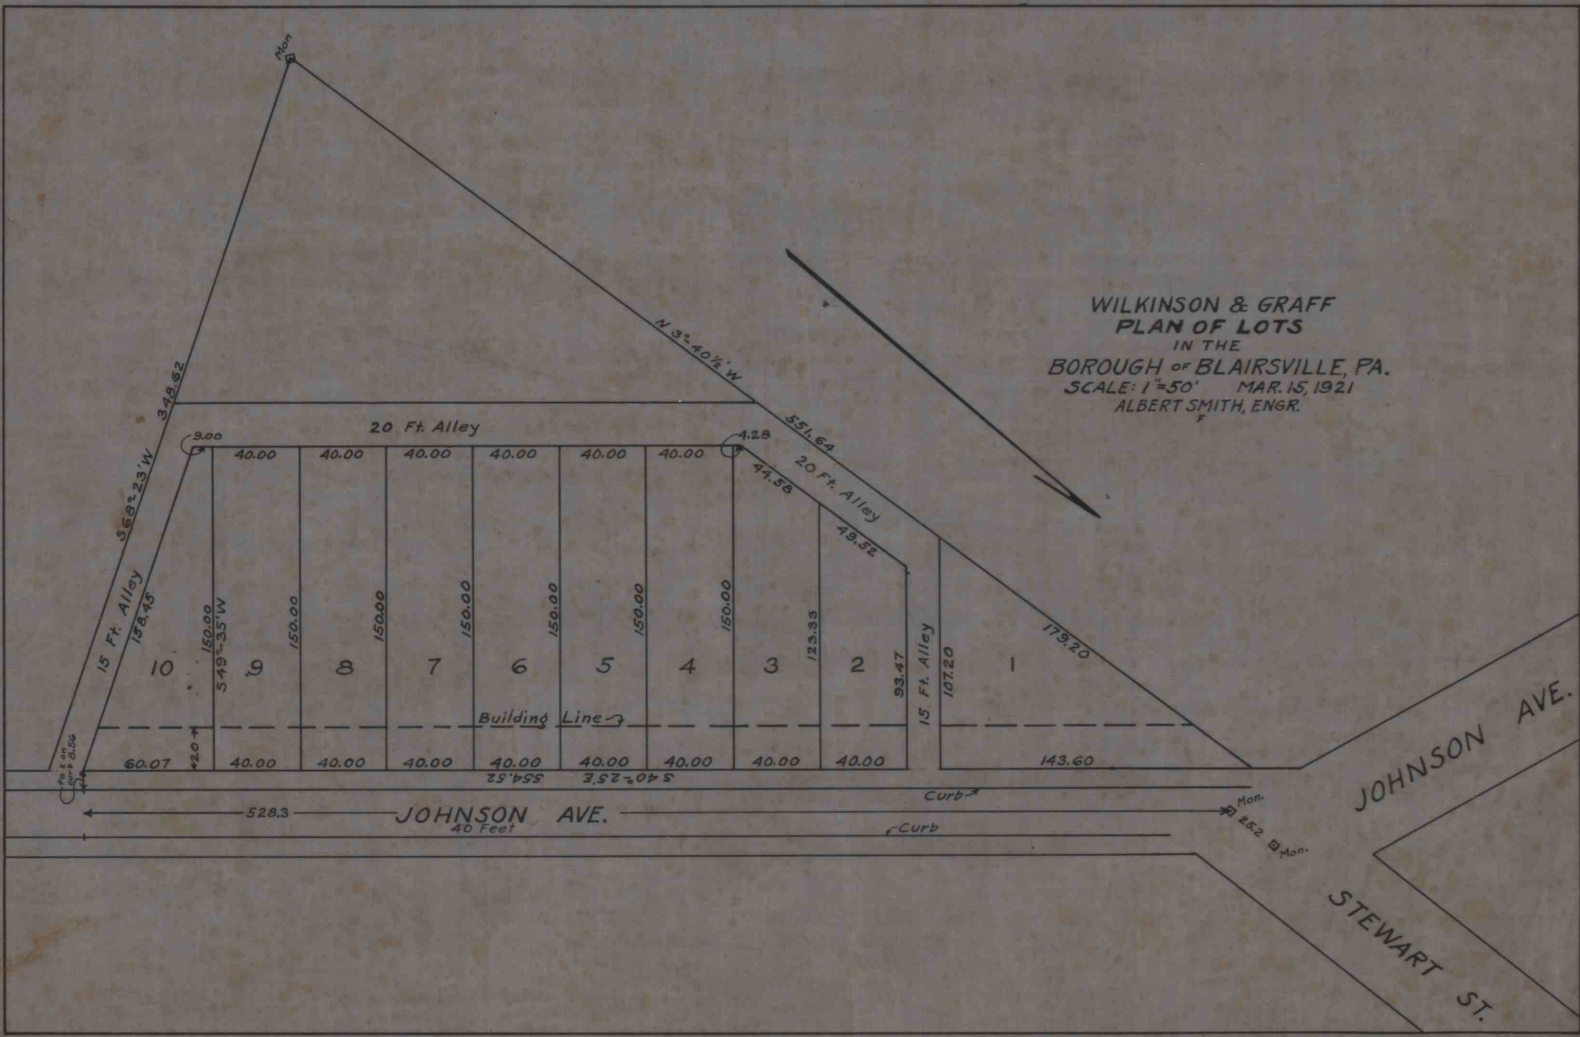 Mon
WILKINSON & GRAFF
PLAN OF LOTS
IN THE
BOROUGH OF BLAIRSVILLE, PA.
SCALE: 1"=50' MAR. 15, 1921
ALBERT SMITH, ENGR.
F
N 3°-40½' W
551.64
348.62
S 68°-23' W
20 Ft. Alley
9.00
40.00
40.00
40.00
40.00
40.00
40.00
4.28
44.58
20 Ft. Alley
49.52
179.20
15 Ft. Alley
158.45
150.00
S 49°-35' W
150.00
150.00
150.00
150.00
150.00
150.00
123.33
93.47
15 Ft. Alley
107.20
10
9
8
7
6
5
4
3
2
1
Building Line
20
60.07
40.00
40.00
40.00
40.00
40.00
40.00
40.00
40.00
143.60
554.52
S 40°-25' E
curb 8.56
Curb
528.3
JOHNSON AVE.
40 Feet
Curb
Mon.
25.2
Mon.
JOHNSON AVE.
STEWART ST.